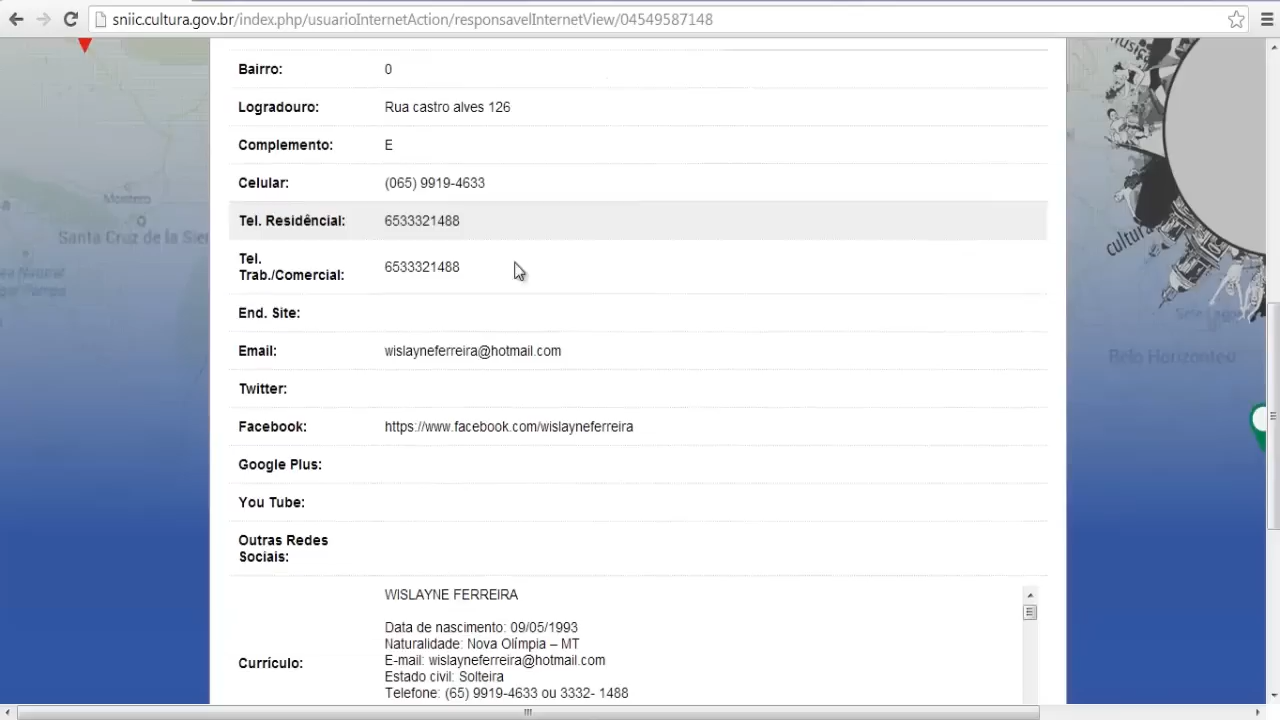 sniic.cultura.gov.br/index.php/usuarioInternetAction/responsavelInternetView/04549587148
Bairro: 0
Logradouro: Rua castro alves 126
Complemento: E
Celular: (065) 9919-4633
Tel. Residêncial: 6533321488
Tel.
Trab./Comercial: 6533321488
End. Site:
Email: wislayneferreira@hotmail.com
Twitter:
Facebook: https://www.facebook.com/wislayneferreira
Google Plus:
You Tube:
Outras Redes
Sociais:
Currículo:
WISLAYNE FERREIRA
Data de nascimento: 09/05/1993
Naturalidade: Nova Olímpia – MT
E-mail: wislayneferreira@hotmail.com
Estado civil: Solteira
Telefone: (65) 9919-4633 ou 3332- 1488
Montero
Santa Cruz de la Sier
cultura
Sete Lago
Belo Horizonte